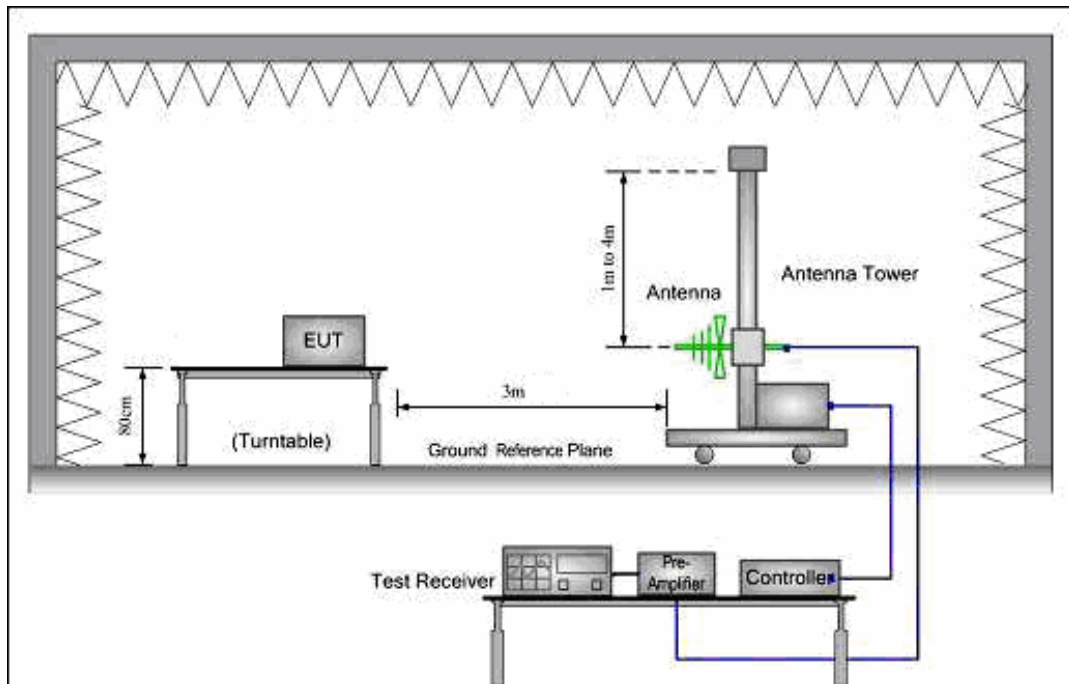 1m to 4m
Antenna
Antenna Tower
EUT
80cm
3m
(Turntable)
Ground Reference Plane
Test Receiver
Pre-
Amplifier
Controller